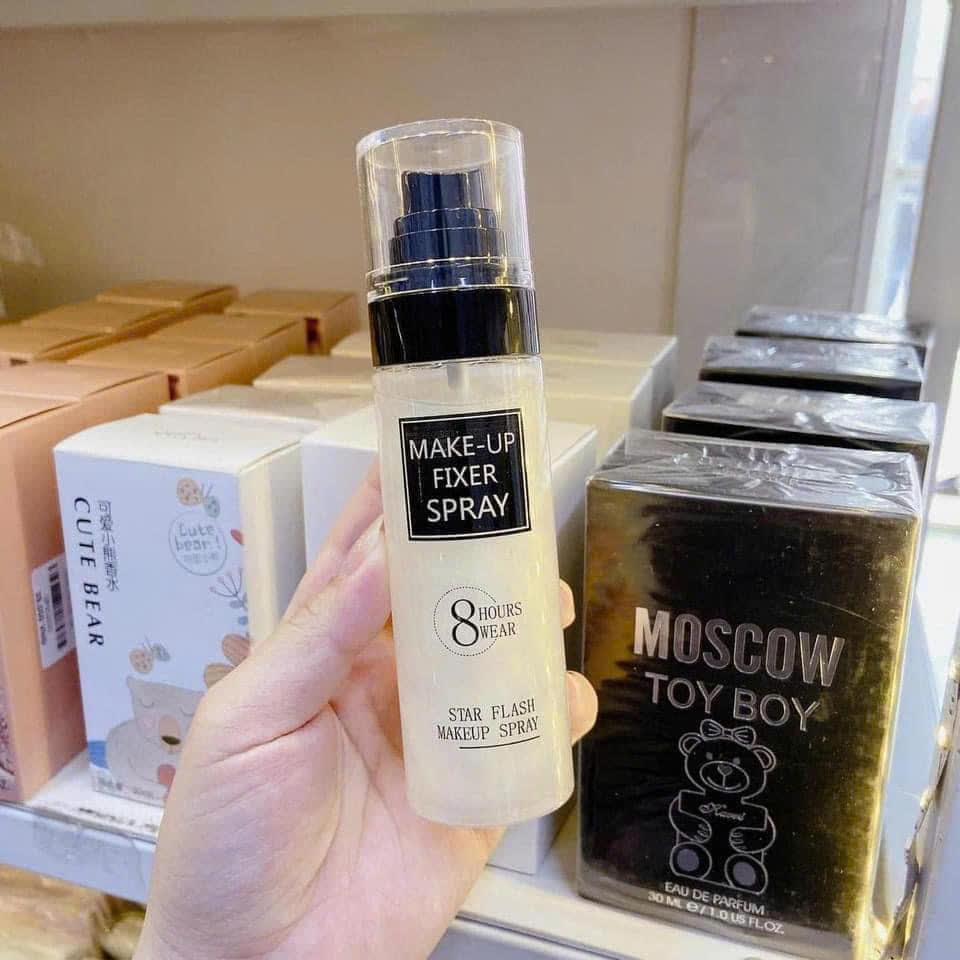 MAKE-UP
FIXER
SPRAY
8 HOURS
WEAR
STAR FLASH
MAKEUP SPRAY
可爱小熊香水
CUTE BEAR
Cute
bear!
MOSCOW
TOY BOY
EAU DE PARFUM
30 ML e / 1.0 US FL.OZ.